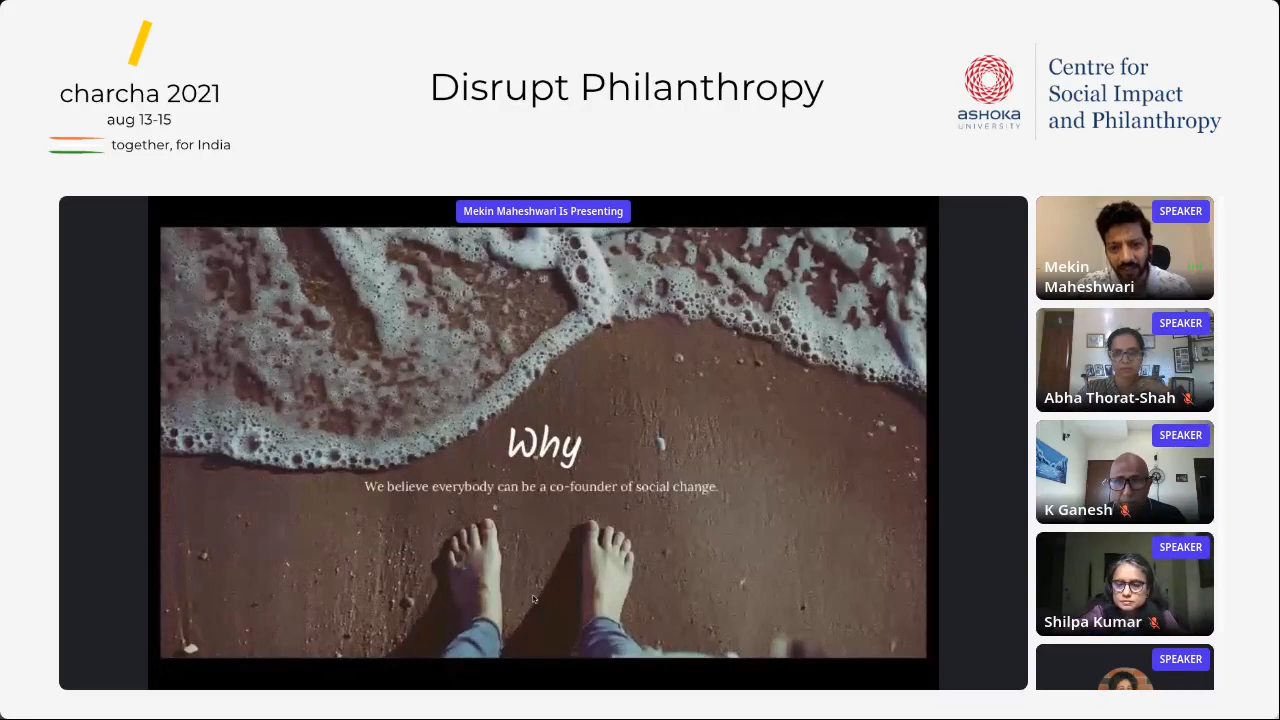 charcha 2021
aug 13-15
together, for India
Disrupt Philanthropy
ASHOKA
UNIVERSITY
Centre for
Social Impact
and Philanthropy
Mekin Maheshwari Is Presenting
Why
We believe everybody can be a co-founder of social change.
SPEAKER
Mekin
Maheshwari
SPEAKER
Abha Thorat-Shah
SPEAKER
K Ganesh
SPEAKER
Shilpa Kumar
SPEAKER